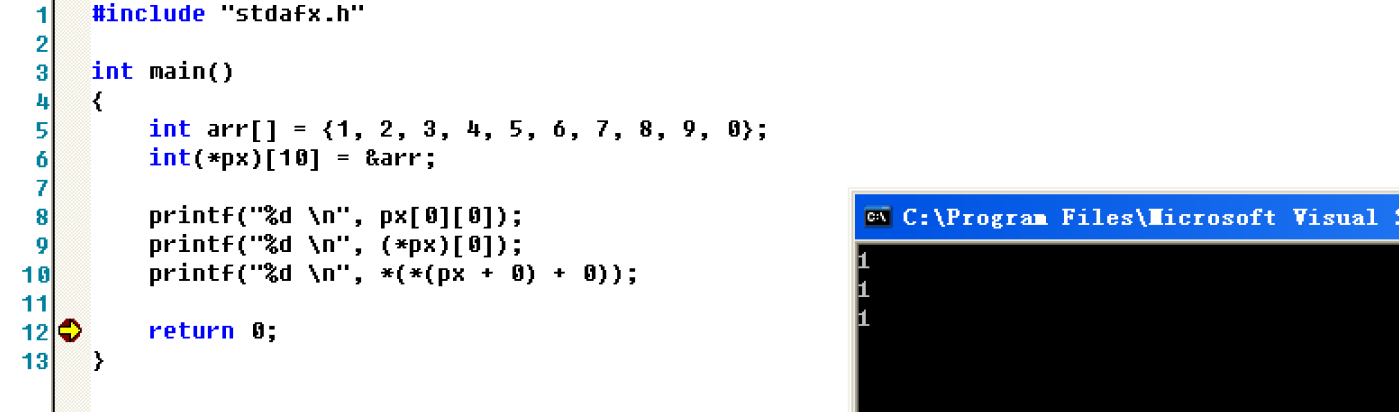 1 #include "stdafx.h"
2
3 int main()
4 {
5 int arr[] = {1, 2, 3, 4, 5, 6, 7, 8, 9, 0};
6 int(*px)[10] = &arr;
7
8 printf("%d \n", px[0][0]);
9 printf("%d \n", (*px)[0]);
10 printf("%d \n", *(*(px + 0) + 0));
11
12 return 0;
13 }
C:\ C:\Program Files\Microsoft Visual
1
1
1